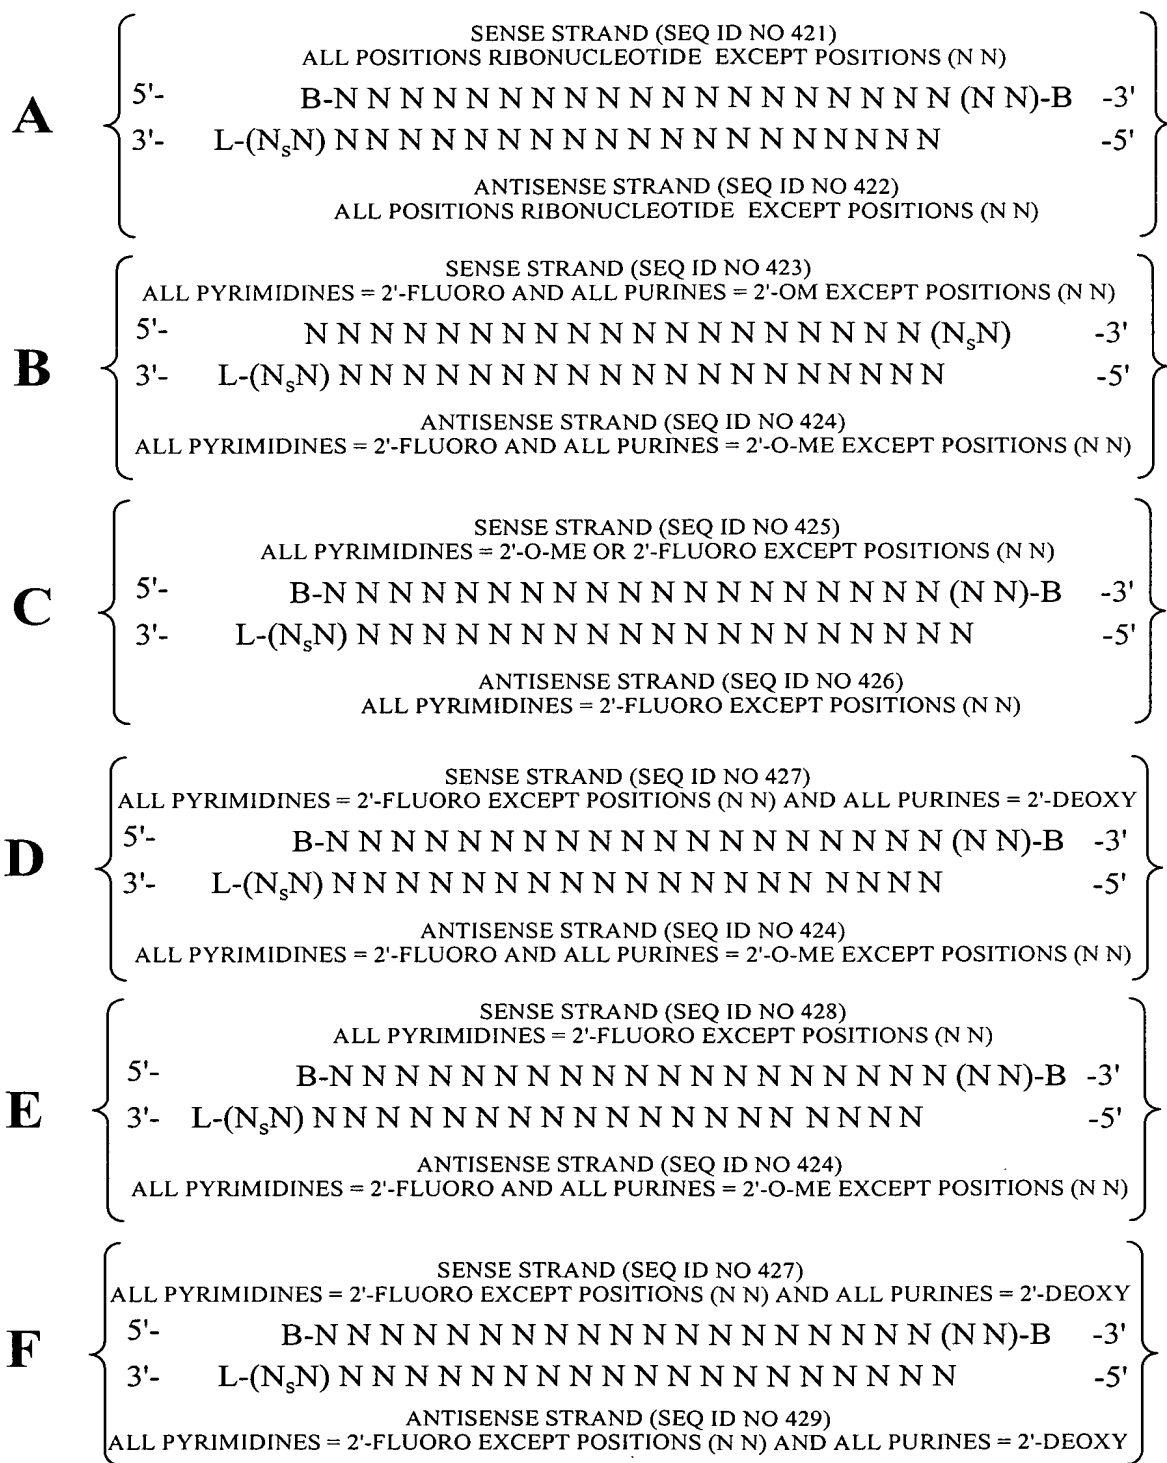 SENSE STRAND (SEQ ID NO 421)
ALL POSITIONS RIBONUCLEOTIDE EXCEPT POSITIONS (N N)
A
5'- B-N N N N N N N N N N N N N N N N N N N (N N)-B -3'
3'- L-(NsN) N N N N N N N N N N N N N N N N N N N -5'
ANTISENSE STRAND (SEQ ID NO 422)
ALL POSITIONS RIBONUCLEOTIDE EXCEPT POSITIONS (N N)
SENSE STRAND (SEQ ID NO 423)
ALL PYRIMIDINES = 2'-FLUORO AND ALL PURINES = 2'-OM EXCEPT POSITIONS (N N)
B
5'- N N N N N N N N N N N N N N N N N N N (NsN) -3'
3'- L-(NsN) N N N N N N N N N N N N N N N N N N N -5'
ANTISENSE STRAND (SEQ ID NO 424)
ALL PYRIMIDINES = 2'-FLUORO AND ALL PURINES = 2'-O-ME EXCEPT POSITIONS (N N)
SENSE STRAND (SEQ ID NO 425)
ALL PYRIMIDINES = 2'-O-ME OR 2'-FLUORO EXCEPT POSITIONS (N N)
C
5'- B-N N N N N N N N N N N N N N N N N N N (N N)-B -3'
3'- L-(NsN) N N N N N N N N N N N N N N N N N N N -5'
ANTISENSE STRAND (SEQ ID NO 426)
ALL PYRIMIDINES = 2'-FLUORO EXCEPT POSITIONS (N N)
SENSE STRAND (SEQ ID NO 427)
ALL PYRIMIDINES = 2'-FLUORO EXCEPT POSITIONS (N N) AND ALL PURINES = 2'-DEOXY
D
5'- B-N N N N N N N N N N N N N N N N N N N (N N)-B -3'
3'- L-(NsN) N N N N N N N N N N N N N N N N N N N -5'
ANTISENSE STRAND (SEQ ID NO 424)
ALL PYRIMIDINES = 2'-FLUORO AND ALL PURINES = 2'-O-ME EXCEPT POSITIONS (N N)
SENSE STRAND (SEQ ID NO 428)
ALL PYRIMIDINES = 2'-FLUORO EXCEPT POSITIONS (N N)
E
5'- B-N N N N N N N N N N N N N N N N N N N (N N)-B -3'
3'- L-(NsN) N N N N N N N N N N N N N N N N N N N -5'
ANTISENSE STRAND (SEQ ID NO 424)
ALL PYRIMIDINES = 2'-FLUORO AND ALL PURINES = 2'-O-ME EXCEPT POSITIONS (N N)
SENSE STRAND (SEQ ID NO 427)
ALL PYRIMIDINES = 2'-FLUORO EXCEPT POSITIONS (N N) AND ALL PURINES = 2'-DEOXY
F
5'- B-N N N N N N N N N N N N N N N N N N N (N N)-B -3'
3'- L-(NsN) N N N N N N N N N N N N N N N N N N N -5'
ANTISENSE STRAND (SEQ ID NO 429)
ALL PYRIMIDINES = 2'-FLUORO EXCEPT POSITIONS (N N) AND ALL PURINES = 2'-DEOXY